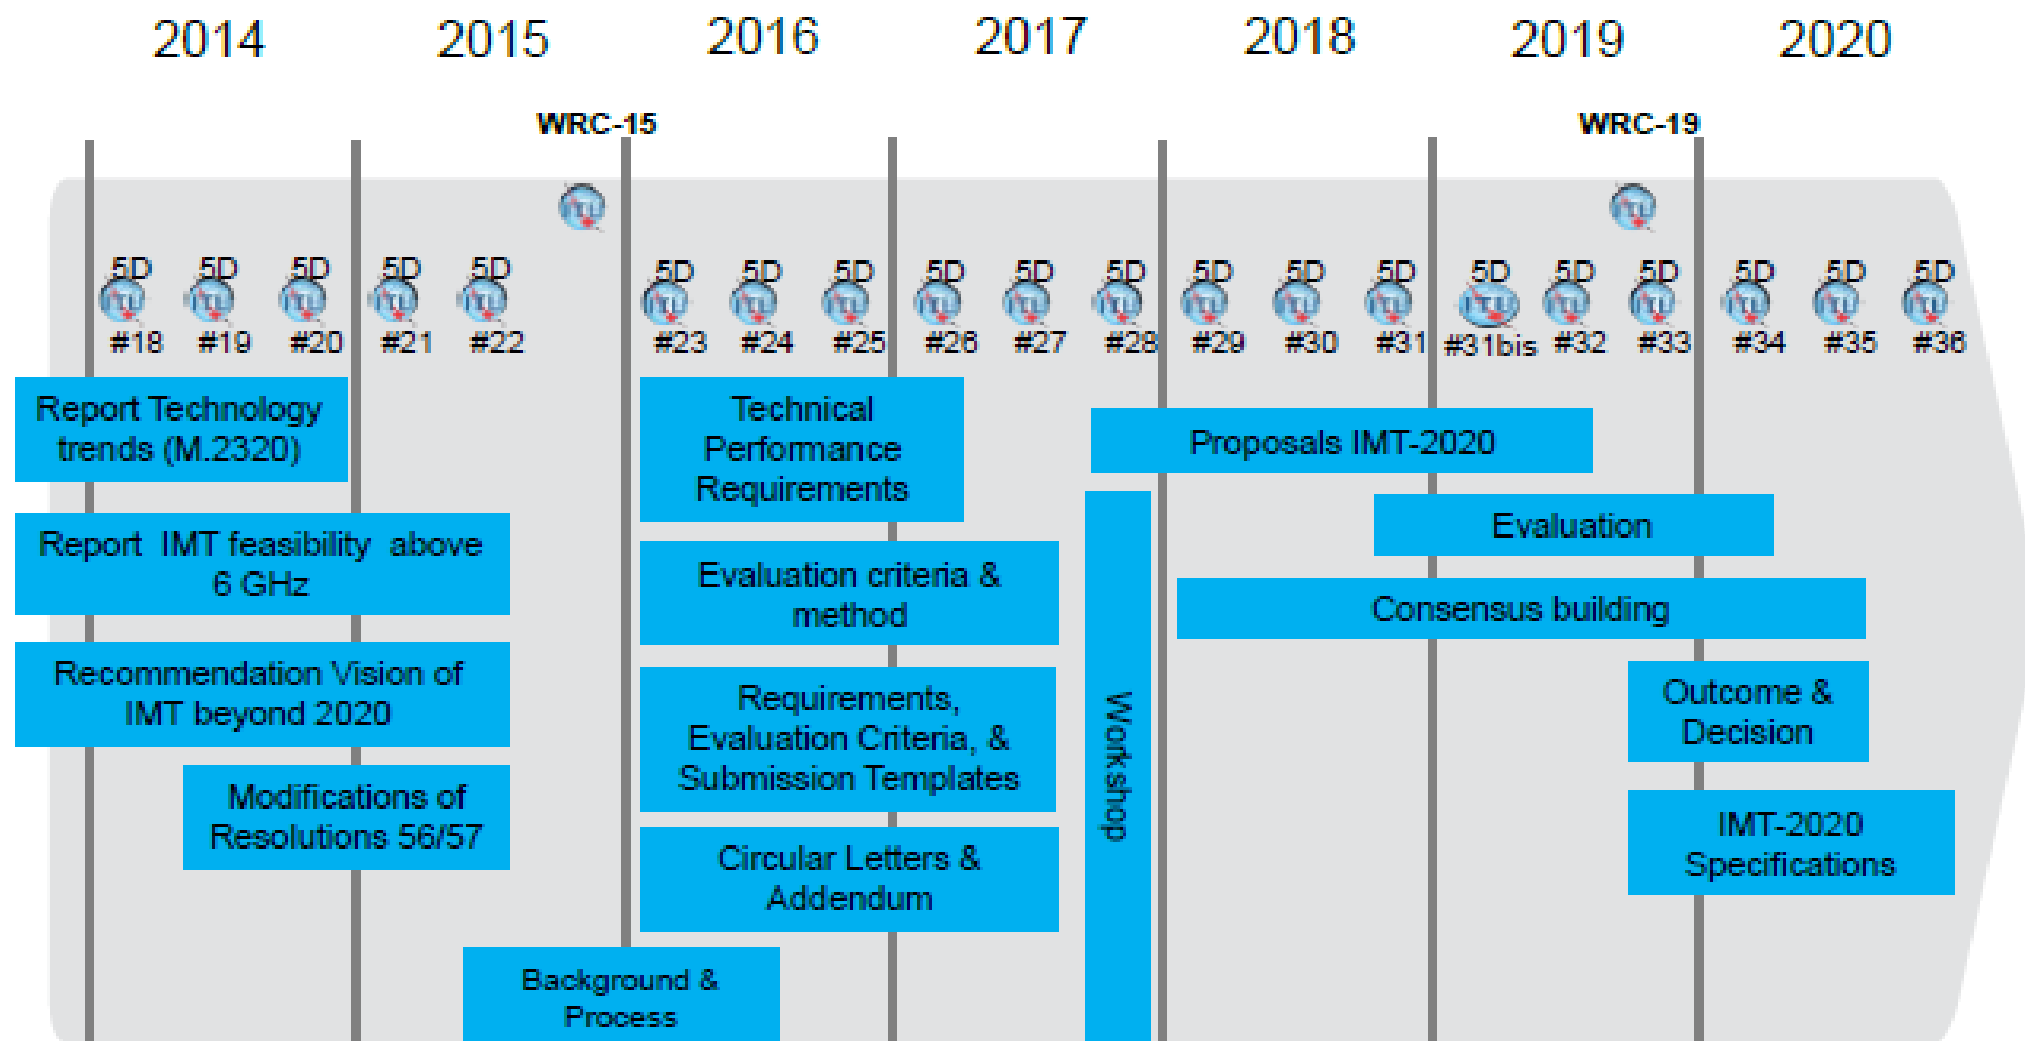 2014 2015 2016 2017 2018 2019 2020
WRC-15 WRC-19
5D 5D 5D 5D 5D 5D 5D 5D 5D 5D 5D 5D 5D 5D 5D 5D 5D 5D 5D 5D
#18 #19 #20 #21 #22 #23 #24 #25 #26 #27 #28 #29 #30 #31 #31bis #32 #33 #34 #35 #36
Report Technology
trends (M.2320)
Report IMT feasibility above
6 GHz
Recommendation Vision of
IMT beyond 2020
Modifications of
Resolutions 56/57
Background &
Process
Technical
Performance
Requirements
Evaluation criteria &
method
Requirements,
Evaluation Criteria, &
Submission Templates
Circular Letters &
Addendum
Workshop
Proposals IMT-2020
Evaluation
Consensus building
Outcome &
Decision
IMT-2020
Specifications